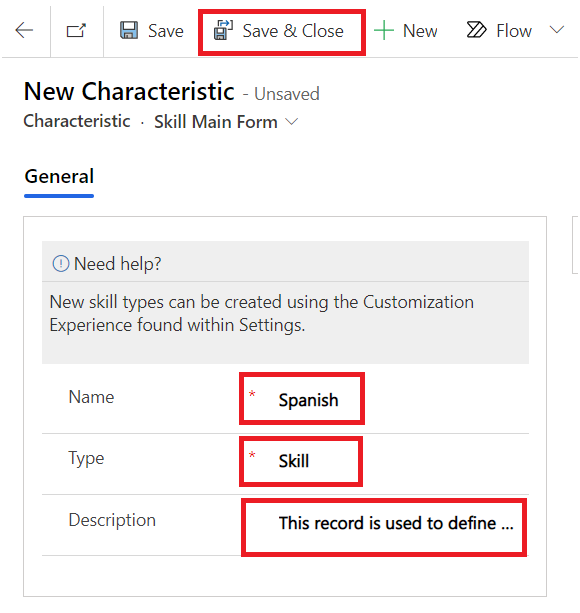 Save Save & Close New Flow
New Characteristic - Unsaved
Characteristic · Skill Main Form
General
Need help?
New skill types can be created using the Customization
Experience found within Settings.
Name * Spanish
Type * Skill
Description This record is used to define ...